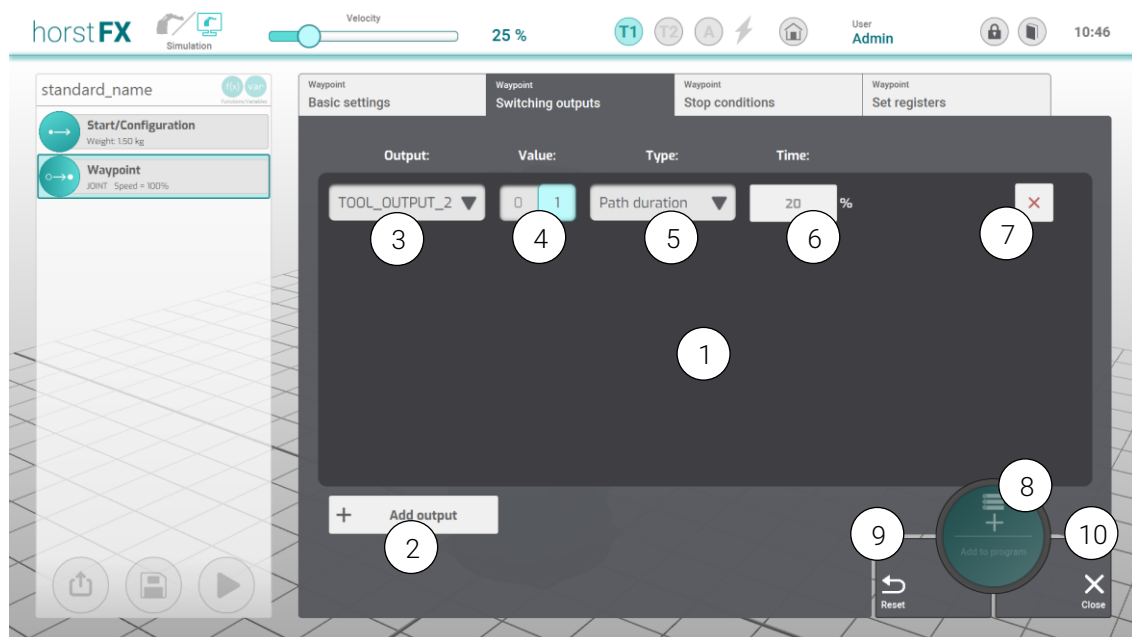 horstFX
Simulation
Velocity
25 %
T1
T2
A
User
Admin
10:46
standard_name
f(x) var
Functions/Variables
Start/Configuration
Weight: 1.50 kg
Waypoint
JOINT Speed = 100%
Waypoint
Basic settings
Waypoint
Switching outputs
Waypoint
Stop conditions
Waypoint
Set registers
Output:
Value:
Type:
Time:
TOOL_OUTPUT_2
0
1
Path duration
20
%
3
4
5
6
7
1
+ Add output
2
8
Add to program
9
Reset
10
Close